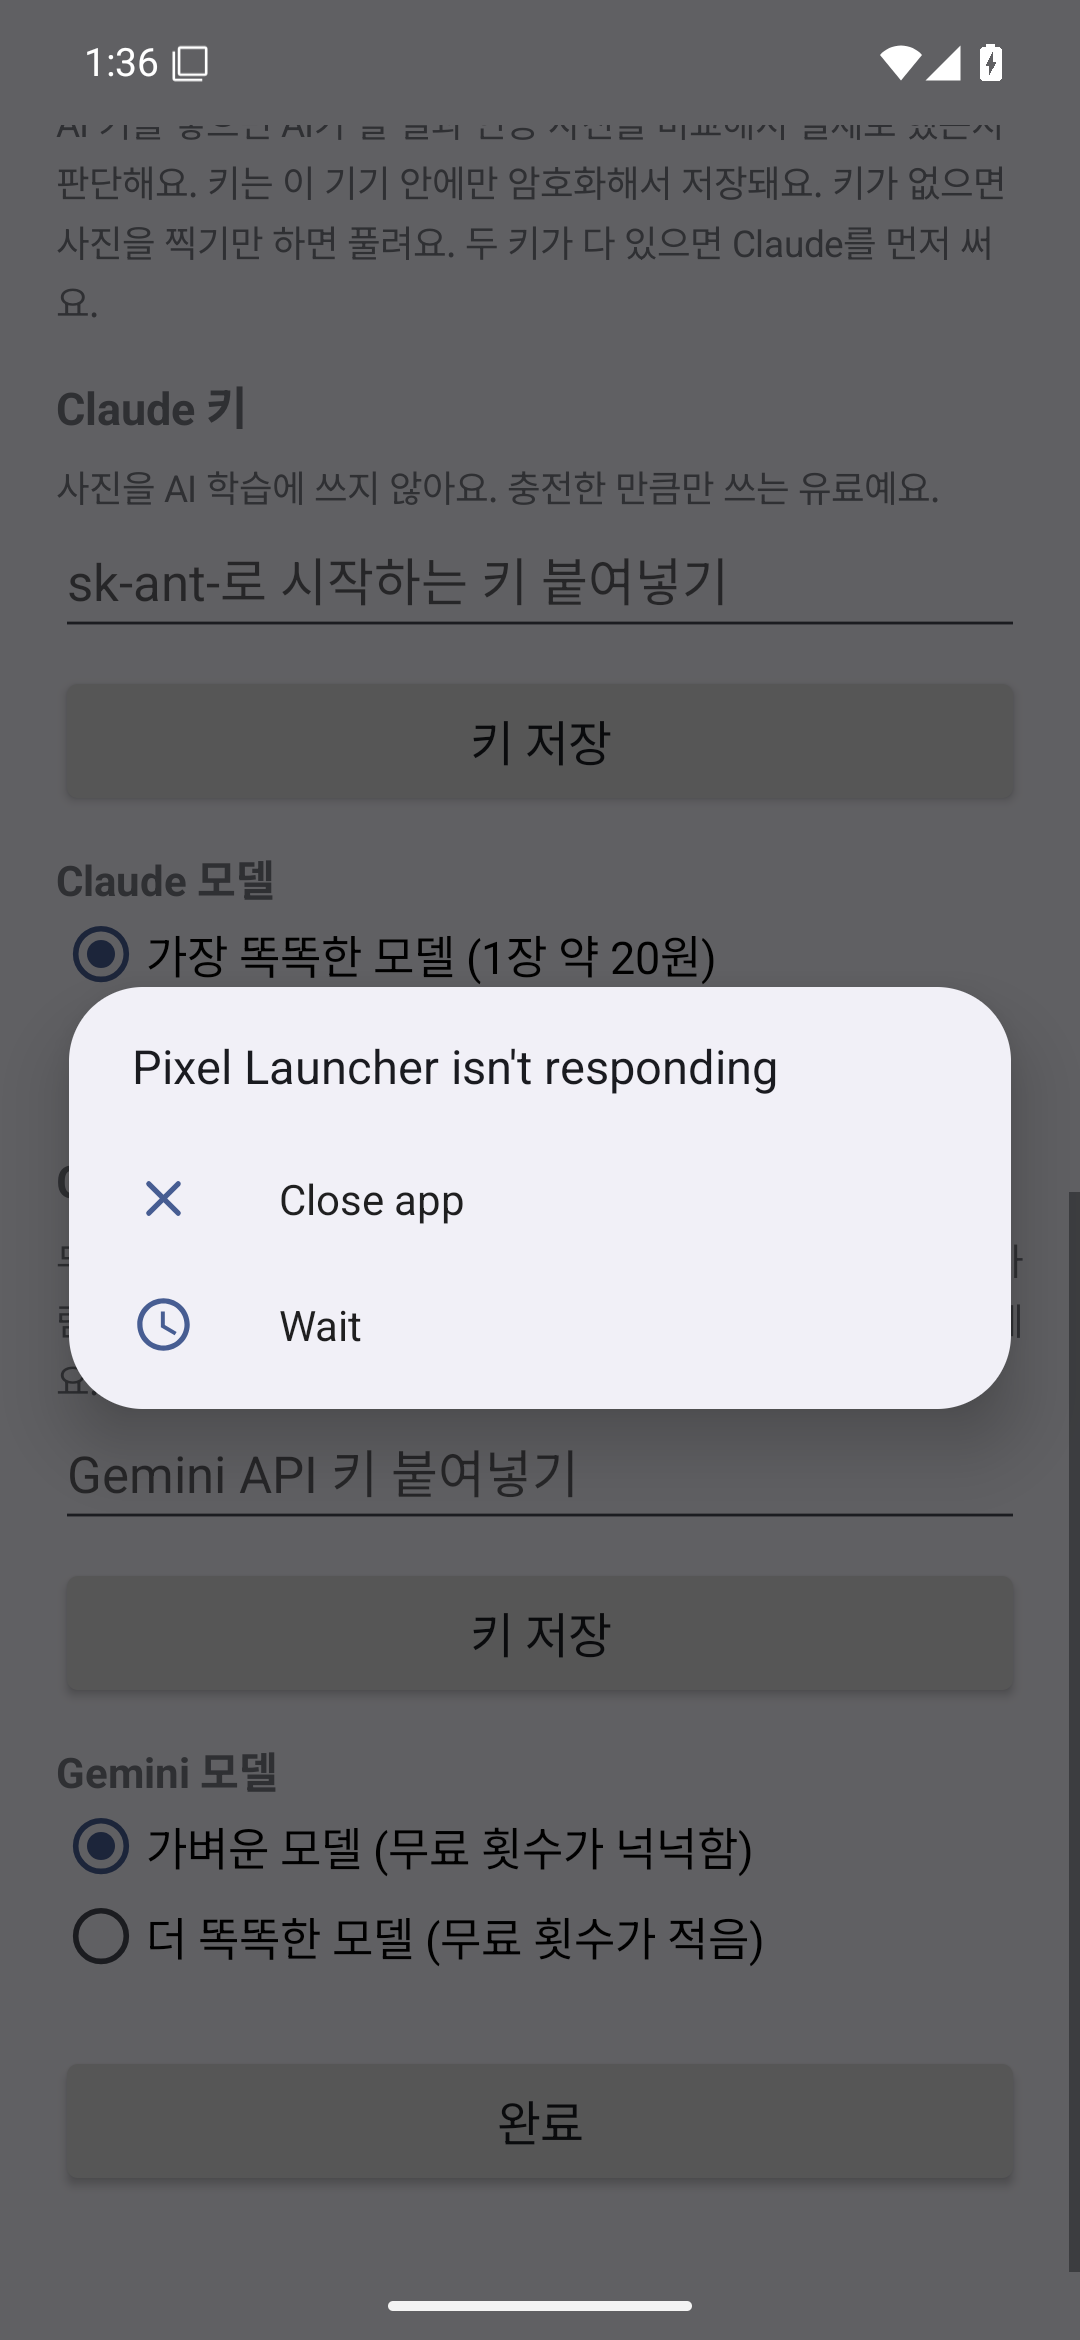 1:36
판단해요. 키는 이 기기 안에만 암호화해서 저장돼요. 키가 없으면
사진을 찍기만 하면 풀려요. 두 키가 다 있으면 Claude를 먼저 써
요.
Claude 키
사진을 AI 학습에 쓰지 않아요. 충전한 만큼만 쓰는 유료예요.
sk-ant-로 시작하는 키 붙여넣기
키 저장
Claude 모델
가장 똑똑한 모델 (1장 약 20원)
Pixel Launcher isn't responding
Close app
Wait
요.
Gemini API 키 붙여넣기
키 저장
Gemini 모델
가벼운 모델 (무료 횟수가 넉넉함)
더 똑똑한 모델 (무료 횟수가 적음)
완료